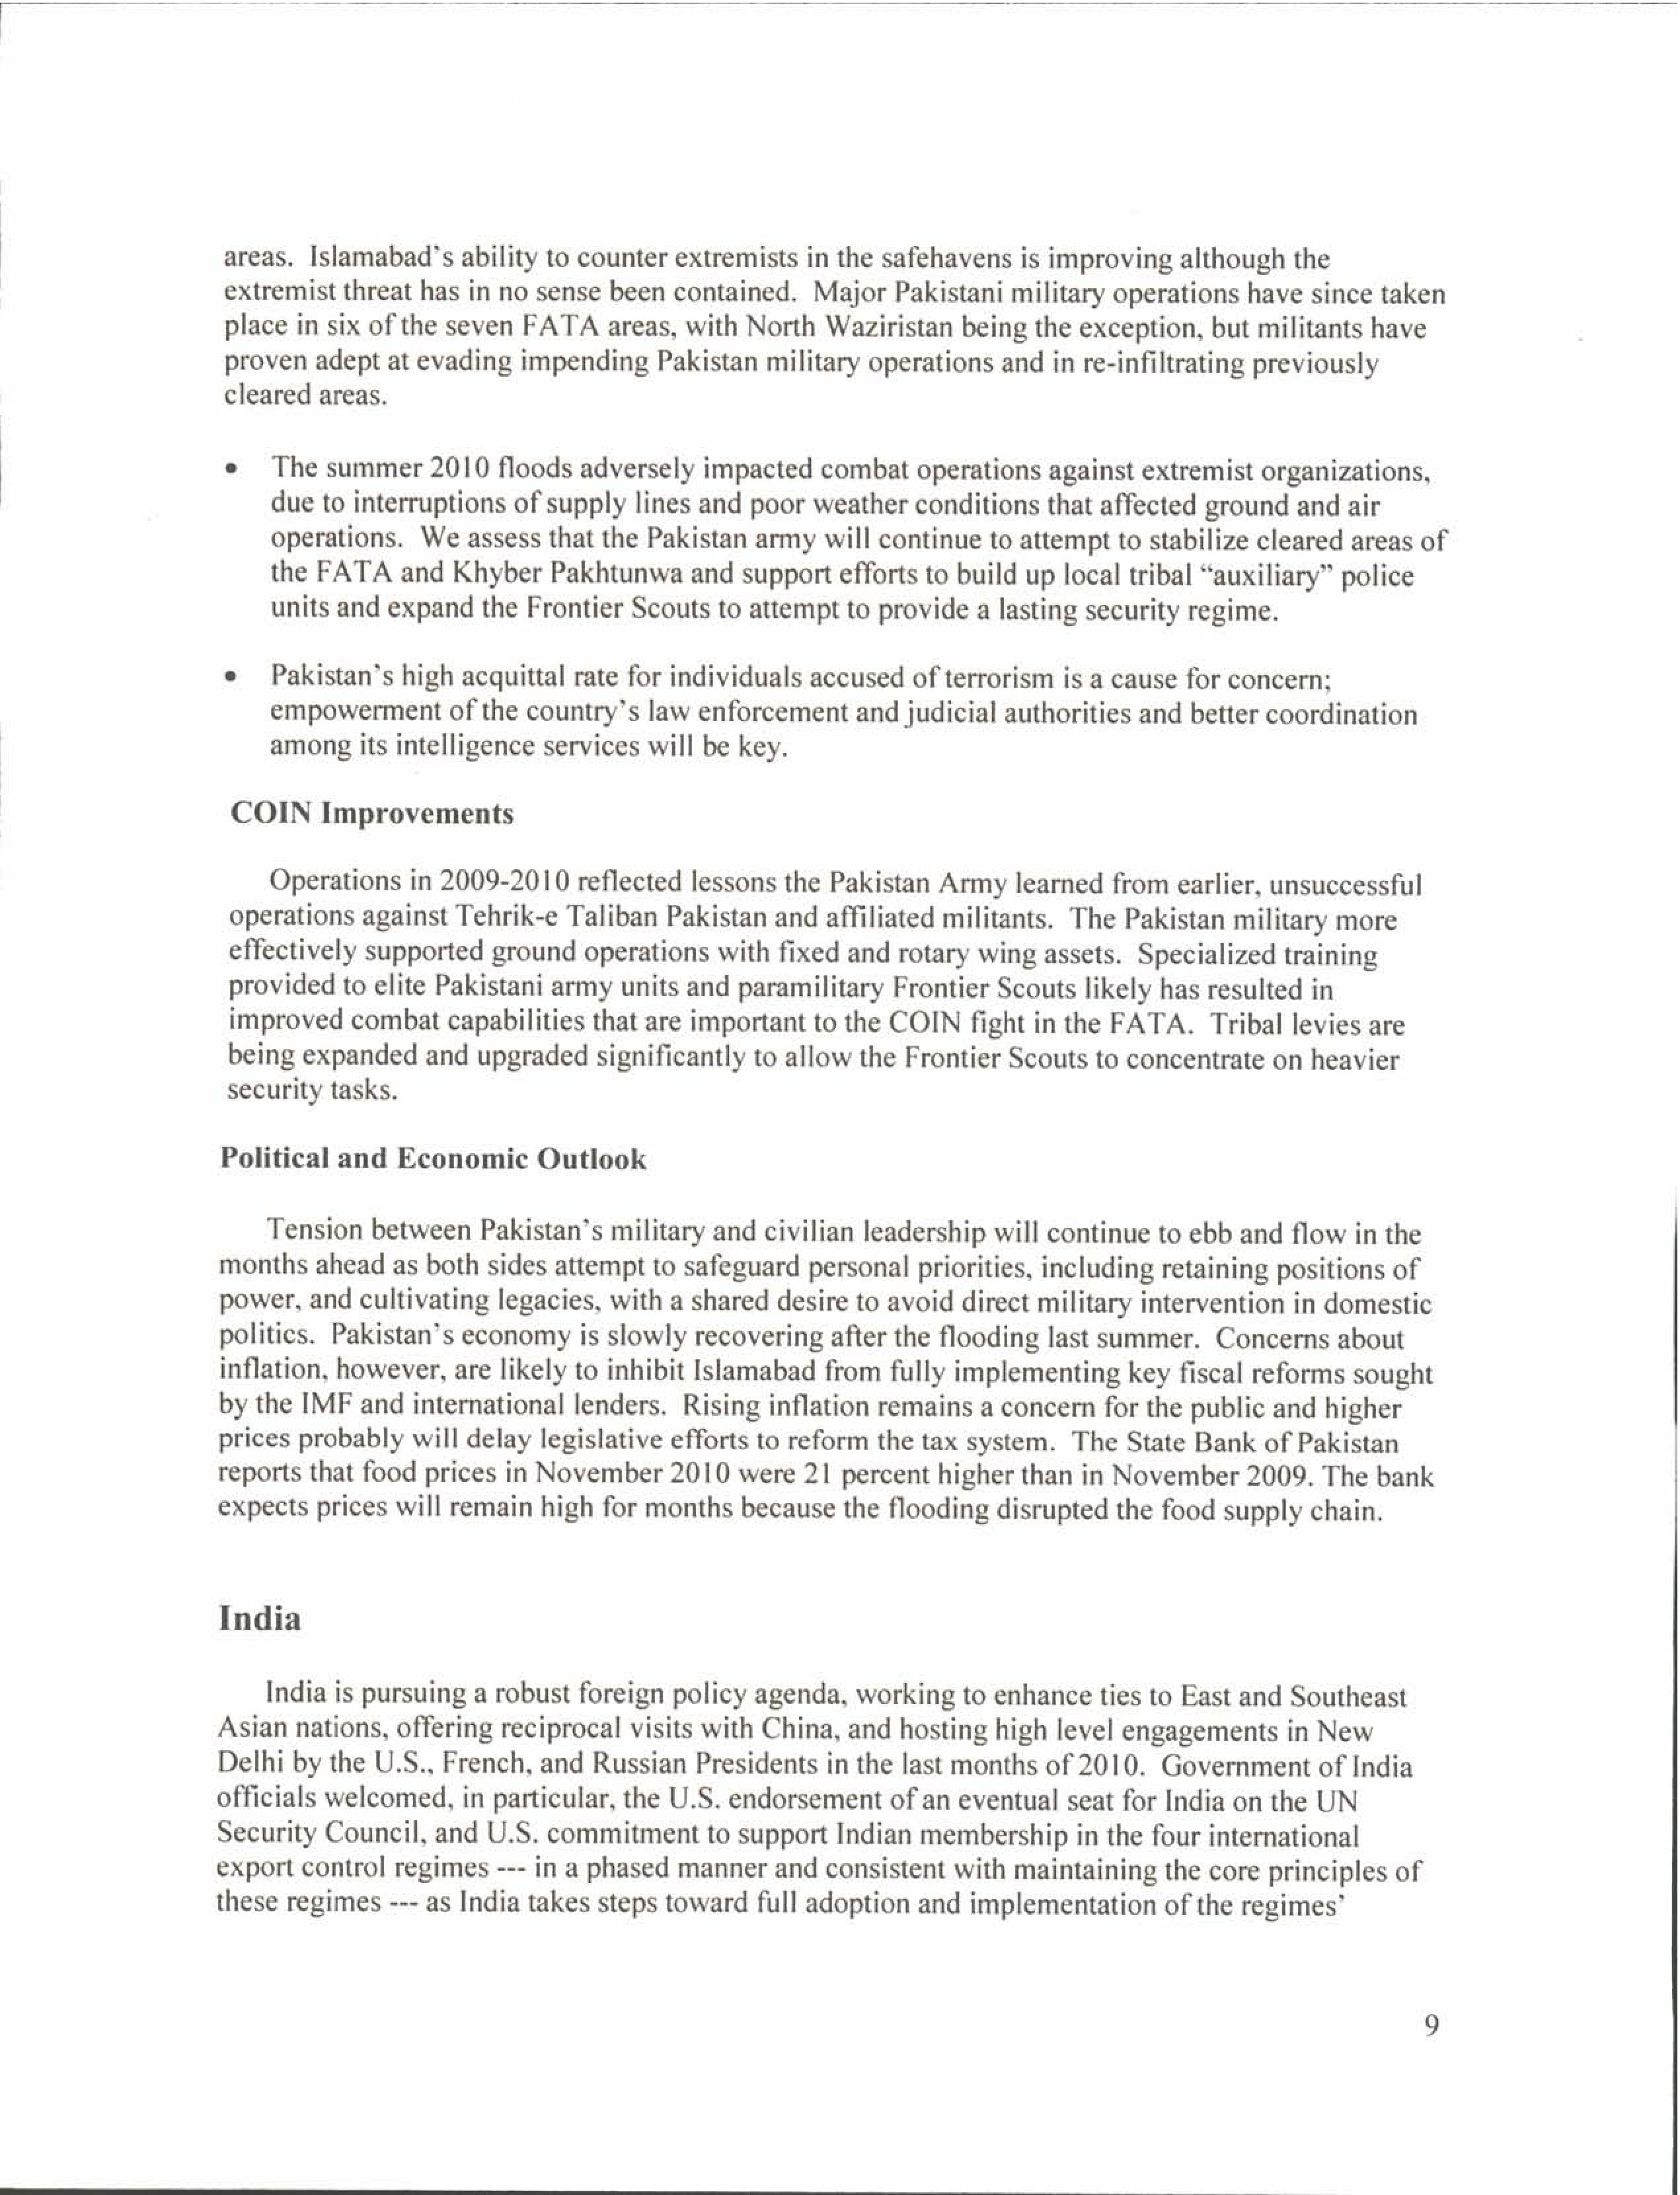 areas. Islamabad's ability to counter extremists in the safehavens is improving although the
extremist threat has in no sense been contained. Major Pakistani military operations have since taken
place in six of the seven FATA areas, with North Waziristan being the exception, but militants have
proven adept at evading impending Pakistan military operations and in re-infiltrating previously
cleared areas.
• The summer 2010 floods adversely impacted combat operations against extremist organizations,
due to interruptions of supply lines and poor weather conditions that affected ground and air
operations. We assess that the Pakistan army will continue to attempt to stabilize cleared areas of
the FATA and Khyber Pakhtunwa and support efforts to build up local tribal “auxiliary” police
units and expand the Frontier Scouts to attempt to provide a lasting security regime.
• Pakistan's high acquittal rate for individuals accused of terrorism is a cause for concern;
empowerment of the country's law enforcement and judicial authorities and better coordination
among its intelligence services will be key.
COIN Improvements
Operations in 2009-2010 reflected lessons the Pakistan Army learned from earlier, unsuccessful
operations against Tehrik-e Taliban Pakistan and affiliated militants. The Pakistan military more
effectively supported ground operations with fixed and rotary wing assets. Specialized training
provided to elite Pakistani army units and paramilitary Frontier Scouts likely has resulted in
improved combat capabilities that are important to the COIN fight in the FATA. Tribal levies are
being expanded and upgraded significantly to allow the Frontier Scouts to concentrate on heavier
security tasks.
Political and Economic Outlook
Tension between Pakistan's military and civilian leadership will continue to ebb and flow in the
months ahead as both sides attempt to safeguard personal priorities, including retaining positions of
power, and cultivating legacies, with a shared desire to avoid direct military intervention in domestic
politics. Pakistan's economy is slowly recovering after the flooding last summer. Concerns about
inflation, however, are likely to inhibit Islamabad from fully implementing key fiscal reforms sought
by the IMF and international lenders. Rising inflation remains a concern for the public and higher
prices probably will delay legislative efforts to reform the tax system. The State Bank of Pakistan
reports that food prices in November 2010 were 21 percent higher than in November 2009. The bank
expects prices will remain high for months because the flooding disrupted the food supply chain.
India
India is pursuing a robust foreign policy agenda, working to enhance ties to East and Southeast
Asian nations, offering reciprocal visits with China, and hosting high level engagements in New
Delhi by the U.S., French, and Russian Presidents in the last months of 2010. Government of India
officials welcomed, in particular, the U.S. endorsement of an eventual seat for India on the UN
Security Council, and U.S. commitment to support Indian membership in the four international
export control regimes --- in a phased manner and consistent with maintaining the core principles of
these regimes --- as India takes steps toward full adoption and implementation of the regimes'
9